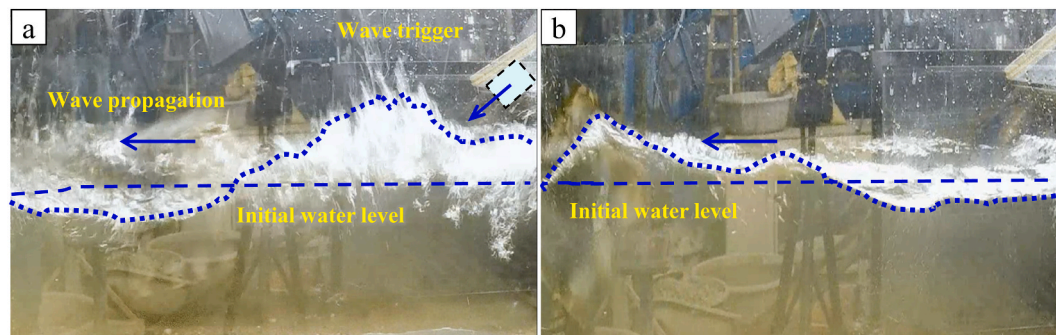 a
Wave trigger
Wave propagation
Initial water level
b
Initial water level